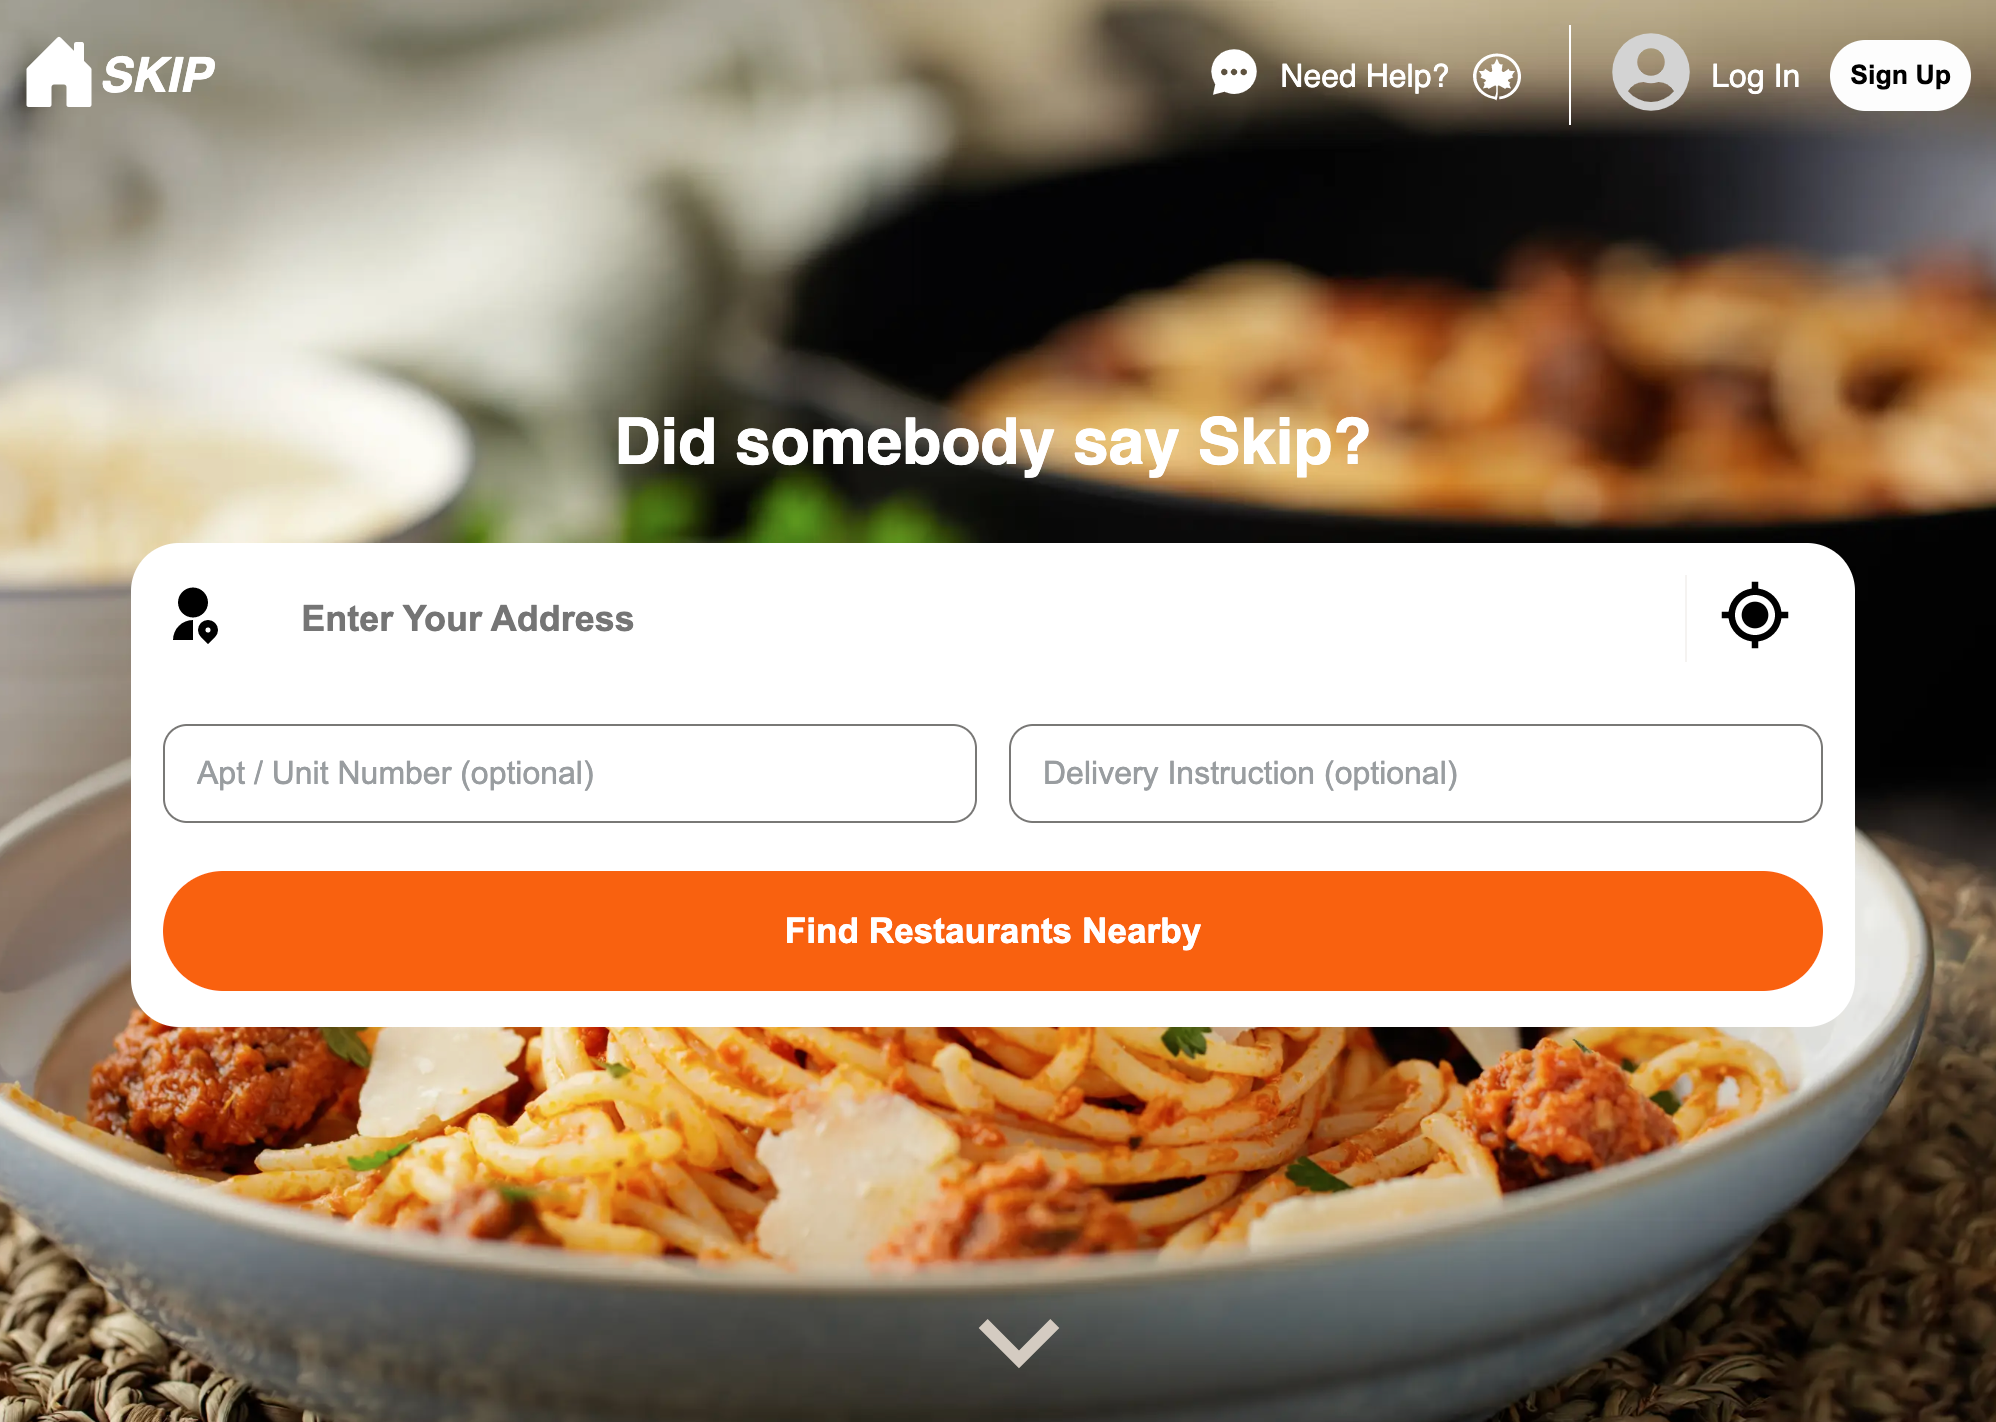 SKIP
Need Help?
Log In
Sign Up
Did somebody say Skip?
Enter Your Address
Apt / Unit Number (optional)
Delivery Instruction (optional)
Find Restaurants Nearby